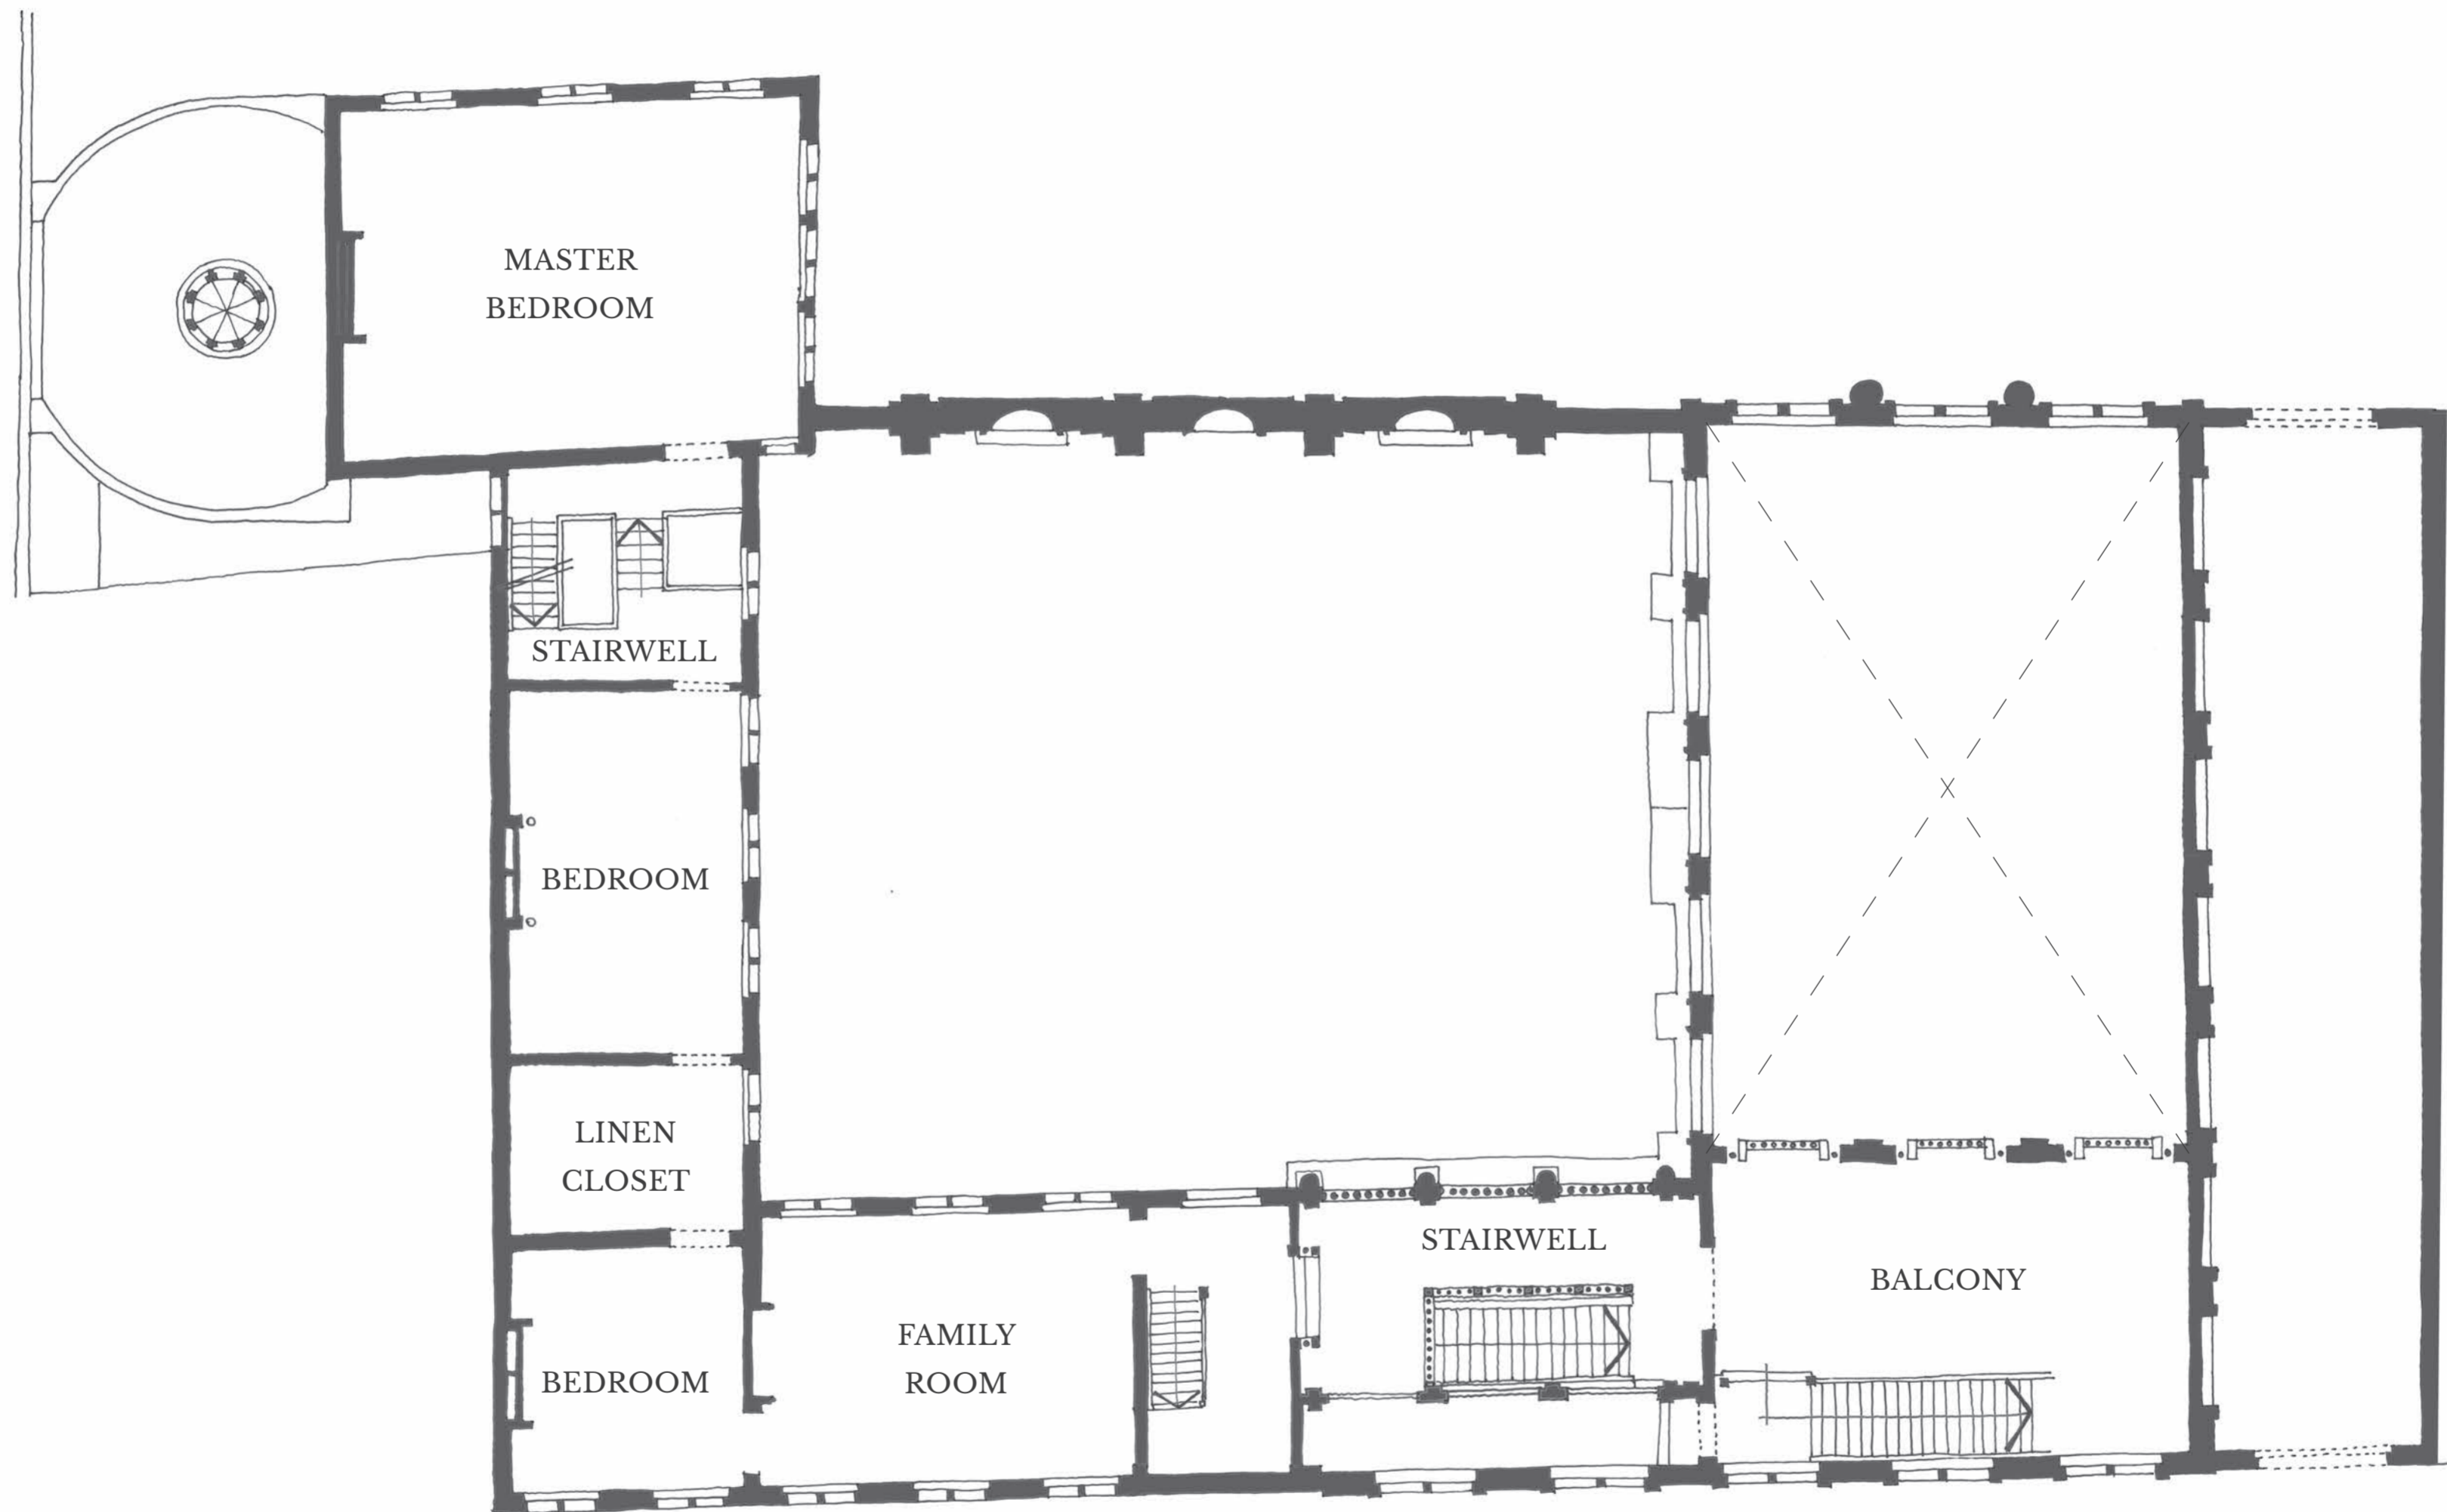 MASTER
BEDROOM
STAIRWELL
BEDROOM
LINEN
CLOSET
BEDROOM
FAMILY
ROOM
STAIRWELL
BALCONY